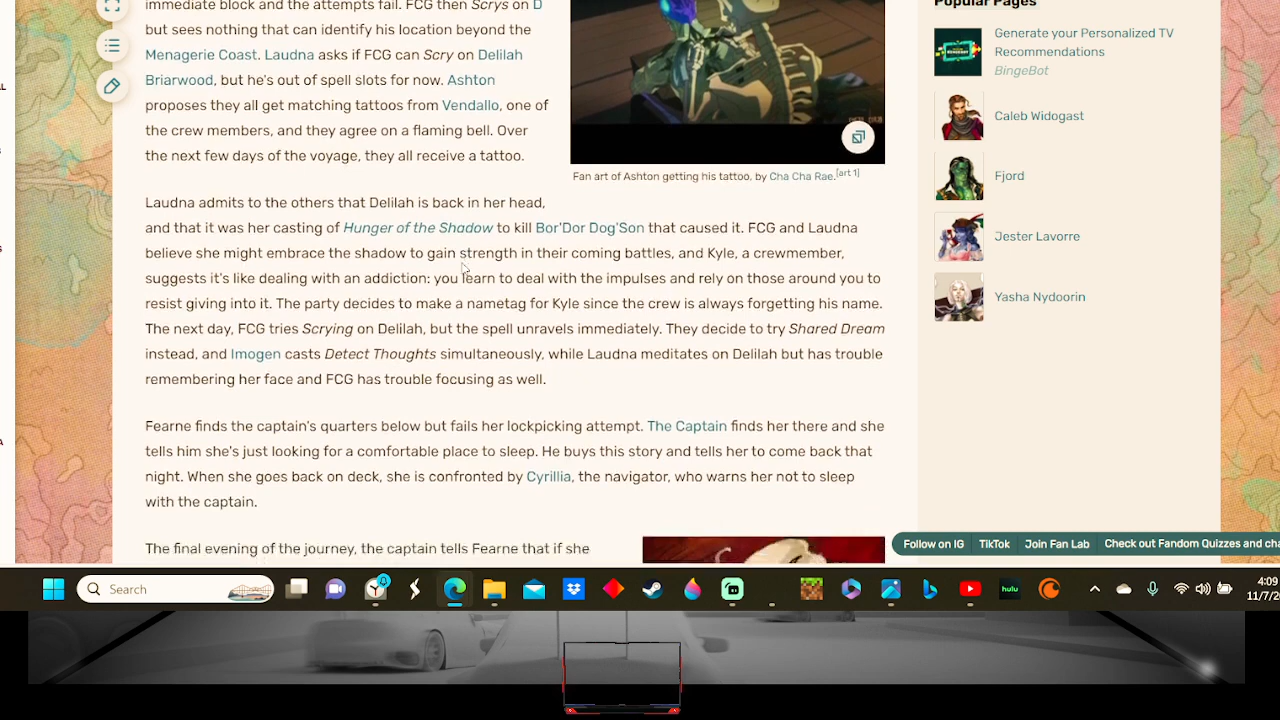 immediate block and the attempts fail. FCG then Scrys on D
but sees nothing that can identify his location beyond the
Menagerie Coast. Laudna asks if FCG can Scry on Delilah
Briarwood, but he's out of spell slots for now. Ashton
proposes they all get matching tattoos from Vendallo, one of
the crew members, and they agree on a flaming bell. Over
the next few days of the voyage, they all receive a tattoo.
Fan art of Ashton getting his tattoo, by Cha Cha Rae.[art 1]
Laudna admits to the others that Delilah is back in her head,
and that it was her casting of Hunger of the Shadow to kill Bor'Dor Dog'Son that caused it. FCG and Laudna
believe she might embrace the shadow to gain strength in their coming battles, and Kyle, a crewmember,
suggests it's like dealing with an addiction: you learn to deal with the impulses and rely on those around you to
resist giving into it. The party decides to make a nametag for Kyle since the crew is always forgetting his name.
The next day, FCG tries Scrying on Delilah, but the spell unravels immediately. They decide to try Shared Dream
instead, and Imogen casts Detect Thoughts simultaneously, while Laudna meditates on Delilah but has trouble
remembering her face and FCG has trouble focusing as well.
Fearne finds the captain's quarters below but fails her lockpicking attempt. The Captain finds her there and she
tells him she's just looking for a comfortable place to sleep. He buys this story and tells her to come back that
night. When she goes back on deck, she is confronted by Cyrillia, the navigator, who warns her not to sleep
with the captain.
The final evening of the journey, the captain tells Fearne that if she
Popular Pages
Generate your Personalized TV
Recommendations
BingeBot
Caleb Widogast
Fjord
Jester Lavorre
Yasha Nydoorin
Follow on IG
TikTok
Join Fan Lab
Check out Fandom Quizzes and cha
Search
hulu
4:09
11/7/20